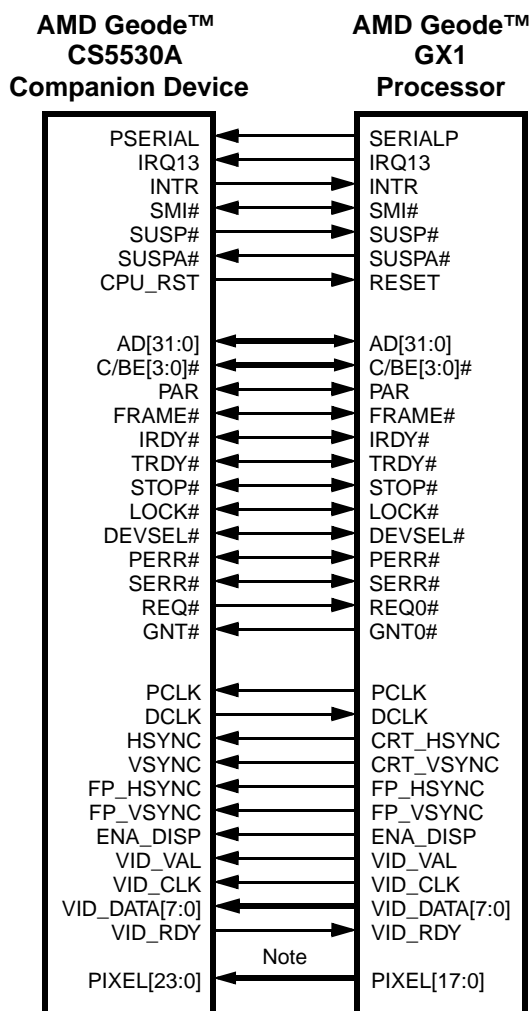 AMD Geode™ CS5530A Companion Device
AMD Geode™ GX1 Processor
PSERIAL SERIALP
IRQ13 IRQ13
INTR INTR
SMI# SMI#
SUSP# SUSP#
SUSPA# SUSPA#
CPU_RST RESET
AD[31:0] AD[31:0]
C/BE[3:0]# C/BE[3:0]#
PAR PAR
FRAME# FRAME#
IRDY# IRDY#
TRDY# TRDY#
STOP# STOP#
LOCK# LOCK#
DEVSEL# DEVSEL#
PERR# PERR#
SERR# SERR#
REQ# REQ0#
GNT# GNT0#
PCLK PCLK
DCLK DCLK
HSYNC CRT_HSYNC
VSYNC CRT_VSYNC
FP_HSYNC FP_HSYNC
FP_VSYNC FP_VSYNC
ENA_DISP ENA_DISP
VID_VAL VID_VAL
VID_CLK VID_CLK
VID_DATA[7:0] VID_DATA[7:0]
VID_RDY VID_RDY
Note
PIXEL[23:0] PIXEL[17:0]